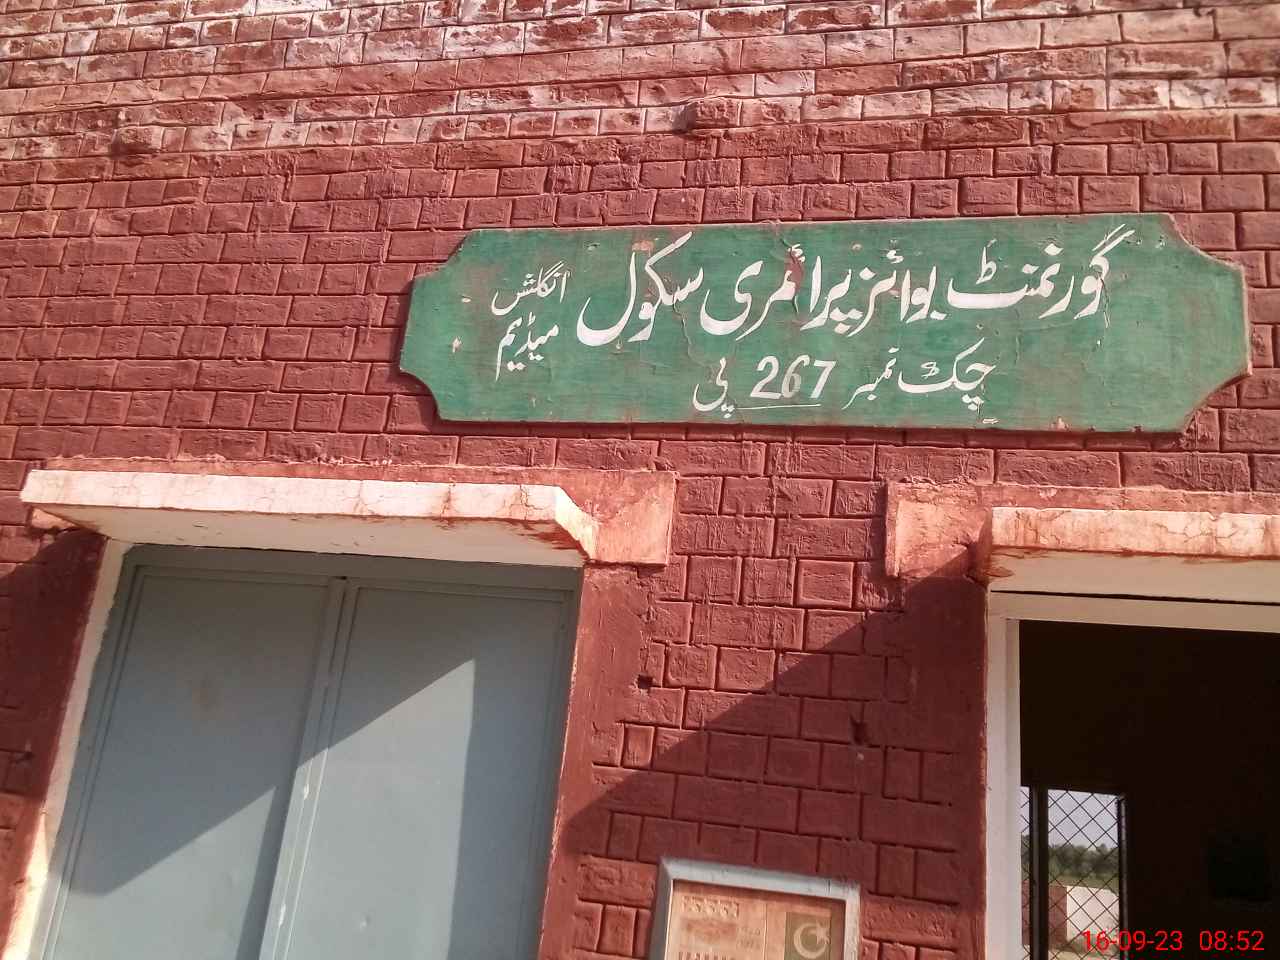 گورنمنٹ بوائز پرائمری سکول
انگلش میڈیم
چک نمبر 267 پی
16-09-23 08:52